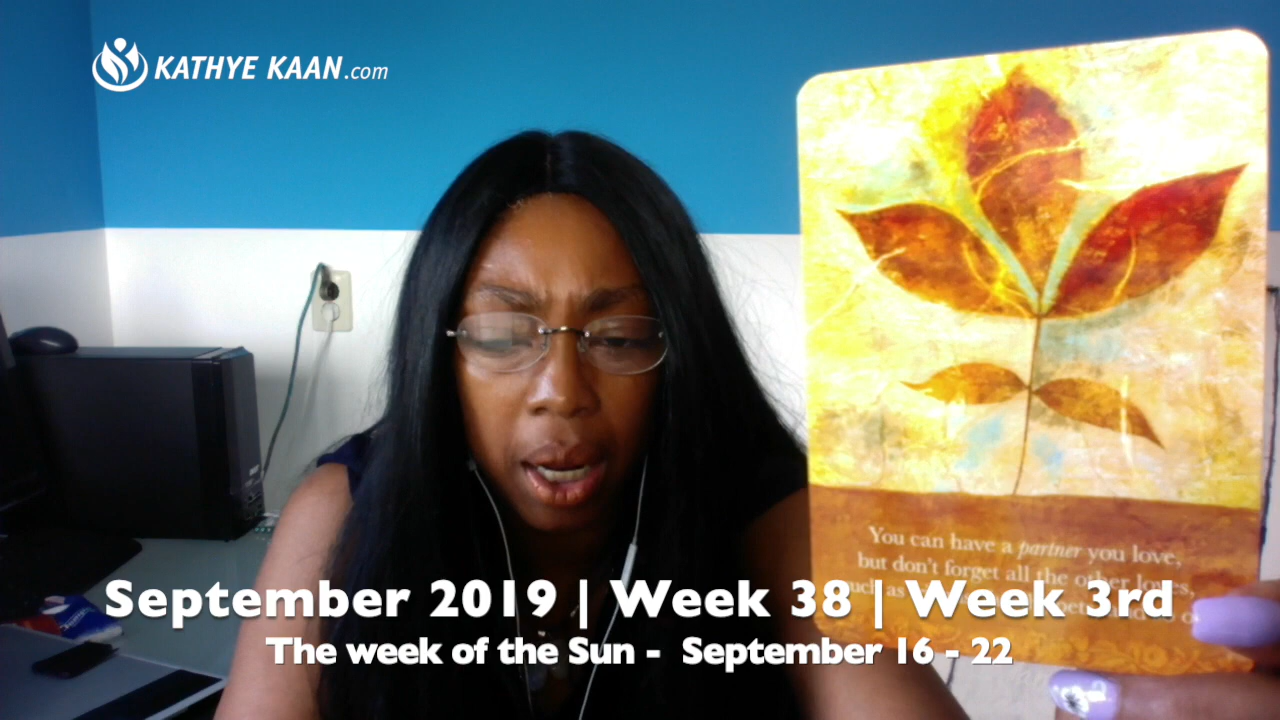 KATHYE KAAN.com
You can have a partner you love,
but don't forget all the other loves,
September 2019 | Week 38 | Week 3rd
The week of the Sun - September 16 - 22